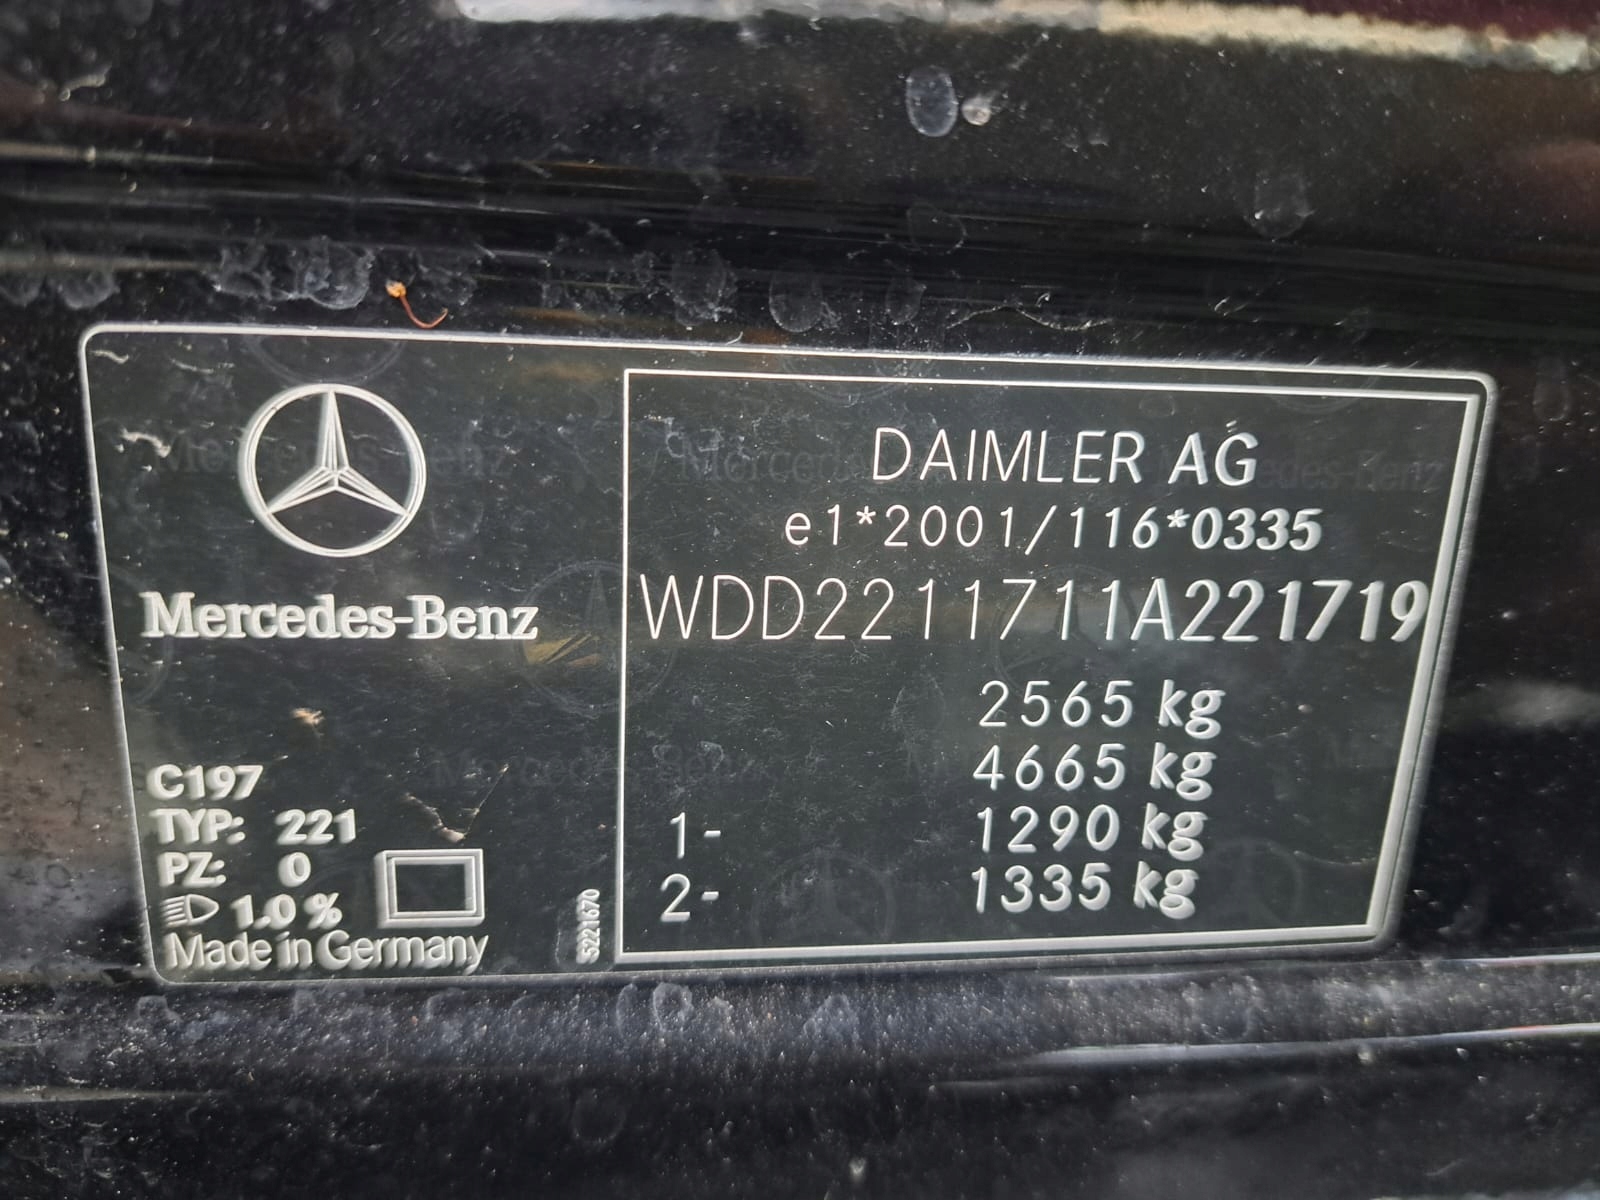 Mercedes-Benz
C197
TYP: 221
PZ: 0
1.0 %
Made in Germany
5221670
DAIMLER AG
e1*2001/116*0335
WDD2211711A221719
2565 kg
4665 kg
1- 1290 kg
2- 1335 kg